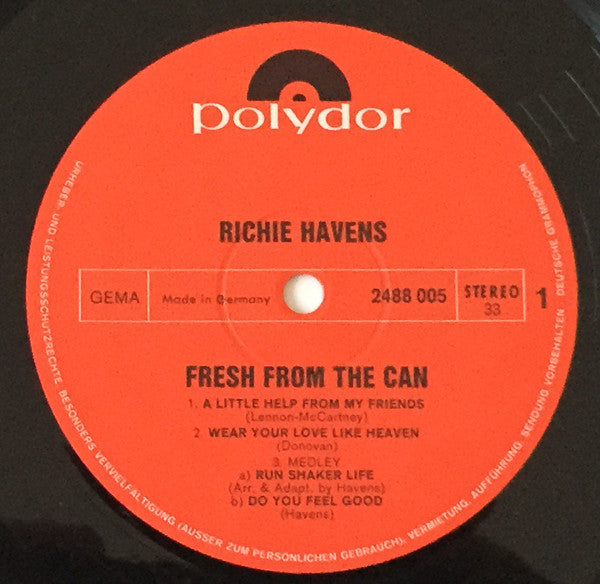 polydor
RICHIE HAVENS
GEMA
Made in Germany
2488 005
STEREO
33
1
FRESH FROM THE CAN
1. A LITTLE HELP FROM MY FRIENDS
(Lennon-McCartney)
2. WEAR YOUR LOVE LIKE HEAVEN
(Donovan)
3. MEDLEY
a) RUN SHAKER LIFE
(Arr. & Adapt. by Havens)
b) DO YOU FEEL GOOD
(Havens)
URHEBER- UND LEISTUNGSSCHUTZRECHTE BESONDERS VERVIELFÄLTIGUNG (AUSSER ZUM PERSÖNLICHEN GEBRAUCH), VERMIETUNG, AUFFÜHRUNG, SENDUNG VORBEHALTEN DEUTSCHE GRAMMOPHON